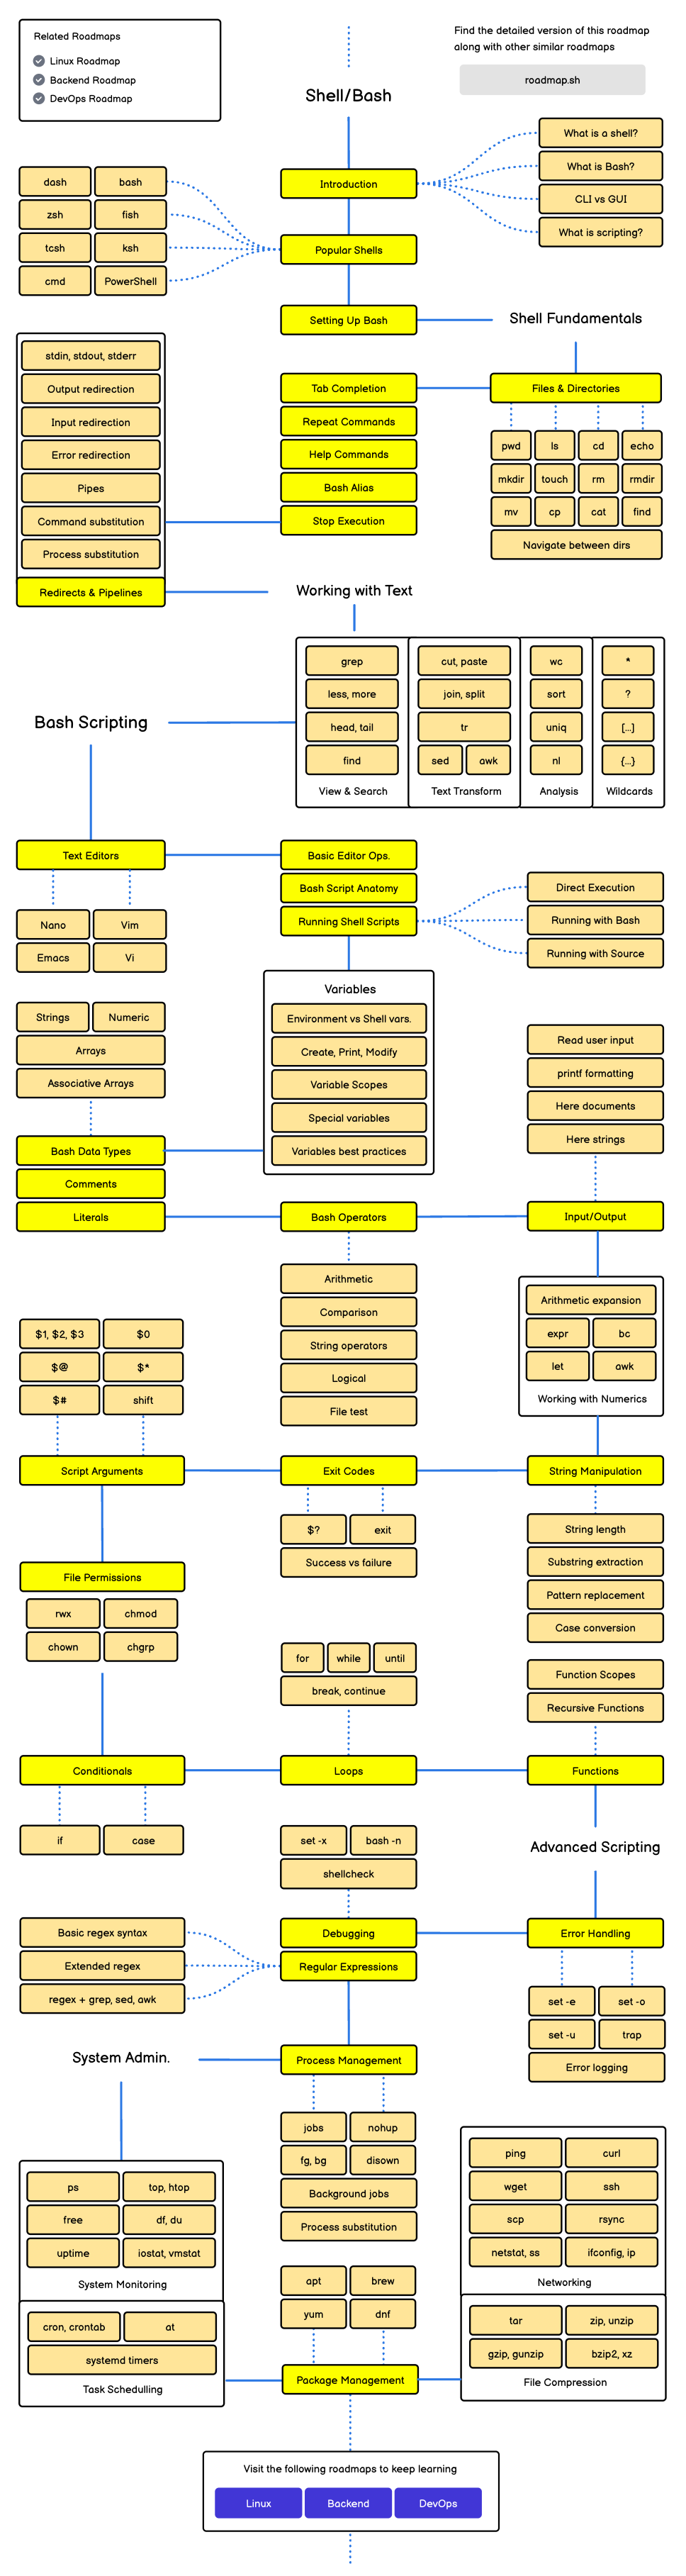 Related Roadmaps
Linux Roadmap
Backend Roadmap
DevOps Roadmap
Find the detailed version of this roadmap
along with other similar roadmaps
roadmap.sh
Shell/Bash
Introduction
What is a shell?
What is Bash?
CLI vs GUI
What is scripting?
dash
bash
zsh
fish
tcsh
ksh
cmd
PowerShell
Popular Shells
Setting Up Bash
Shell Fundamentals
Files & Directories
pwd
ls
cd
echo
mkdir
touch
rm
rmdir
mv
cp
cat
find
Navigate between dirs
Tab Completion
Repeat Commands
Help Commands
Bash Alias
Stop Execution
stdin, stdout, stderr
Output redirection
Input redirection
Error redirection
Pipes
Command substitution
Process substitution
Redirects & Pipelines
Working with Text
grep
less, more
head, tail
find
View & Search
cut, paste
join, split
tr
sed
awk
Text Transform
wc
sort
uniq
nl
Analysis
*
?
[...]
{...}
Wildcards
Bash Scripting
Text Editors
Nano
Vim
Emacs
Vi
Basic Editor Ops.
Bash Script Anatomy
Running Shell Scripts
Direct Execution
Running with Bash
Running with Source
Variables
Environment vs Shell vars.
Create, Print, Modify
Variable Scopes
Special variables
Variables best practices
Strings
Numeric
Arrays
Associative Arrays
Bash Data Types
Comments
Literals
Bash Operators
Arithmetic
Comparison
String operators
Logical
File test
Read user input
printf formatting
Here documents
Here strings
Input/Output
Arithmetic expansion
expr
bc
let
awk
Working with Numerics
String Manipulation
String length
Substring extraction
Pattern replacement
Case conversion
Exit Codes
$?
exit
Success vs failure
$1, $2, $3
$0
$@
$*
$#
shift
Script Arguments
File Permissions
rwx
chmod
chown
chgrp
Conditionals
if
case
for
while
until
break, continue
Loops
Function Scopes
Recursive Functions
Functions
Advanced Scripting
Error Handling
set -e
set -o
set -u
trap
Error logging
set -x
bash -n
shellcheck
Debugging
Regular Expressions
Basic regex syntax
Extended regex
regex + grep, sed, awk
Process Management
jobs
nohup
fg, bg
disown
Background jobs
Process substitution
System Admin.
ps
top, htop
free
df, du
uptime
iostat, vmstat
System Monitoring
cron, crontab
at
systemd timers
Task Schedulling
apt
brew
yum
dnf
Package Management
ping
curl
wget
ssh
scp
rsync
netstat, ss
ifconfig, ip
Networking
tar
zip, unzip
gzip, gunzip
bzip2, xz
File Compression
Visit the following roadmaps to keep learning
Linux
Backend
DevOps